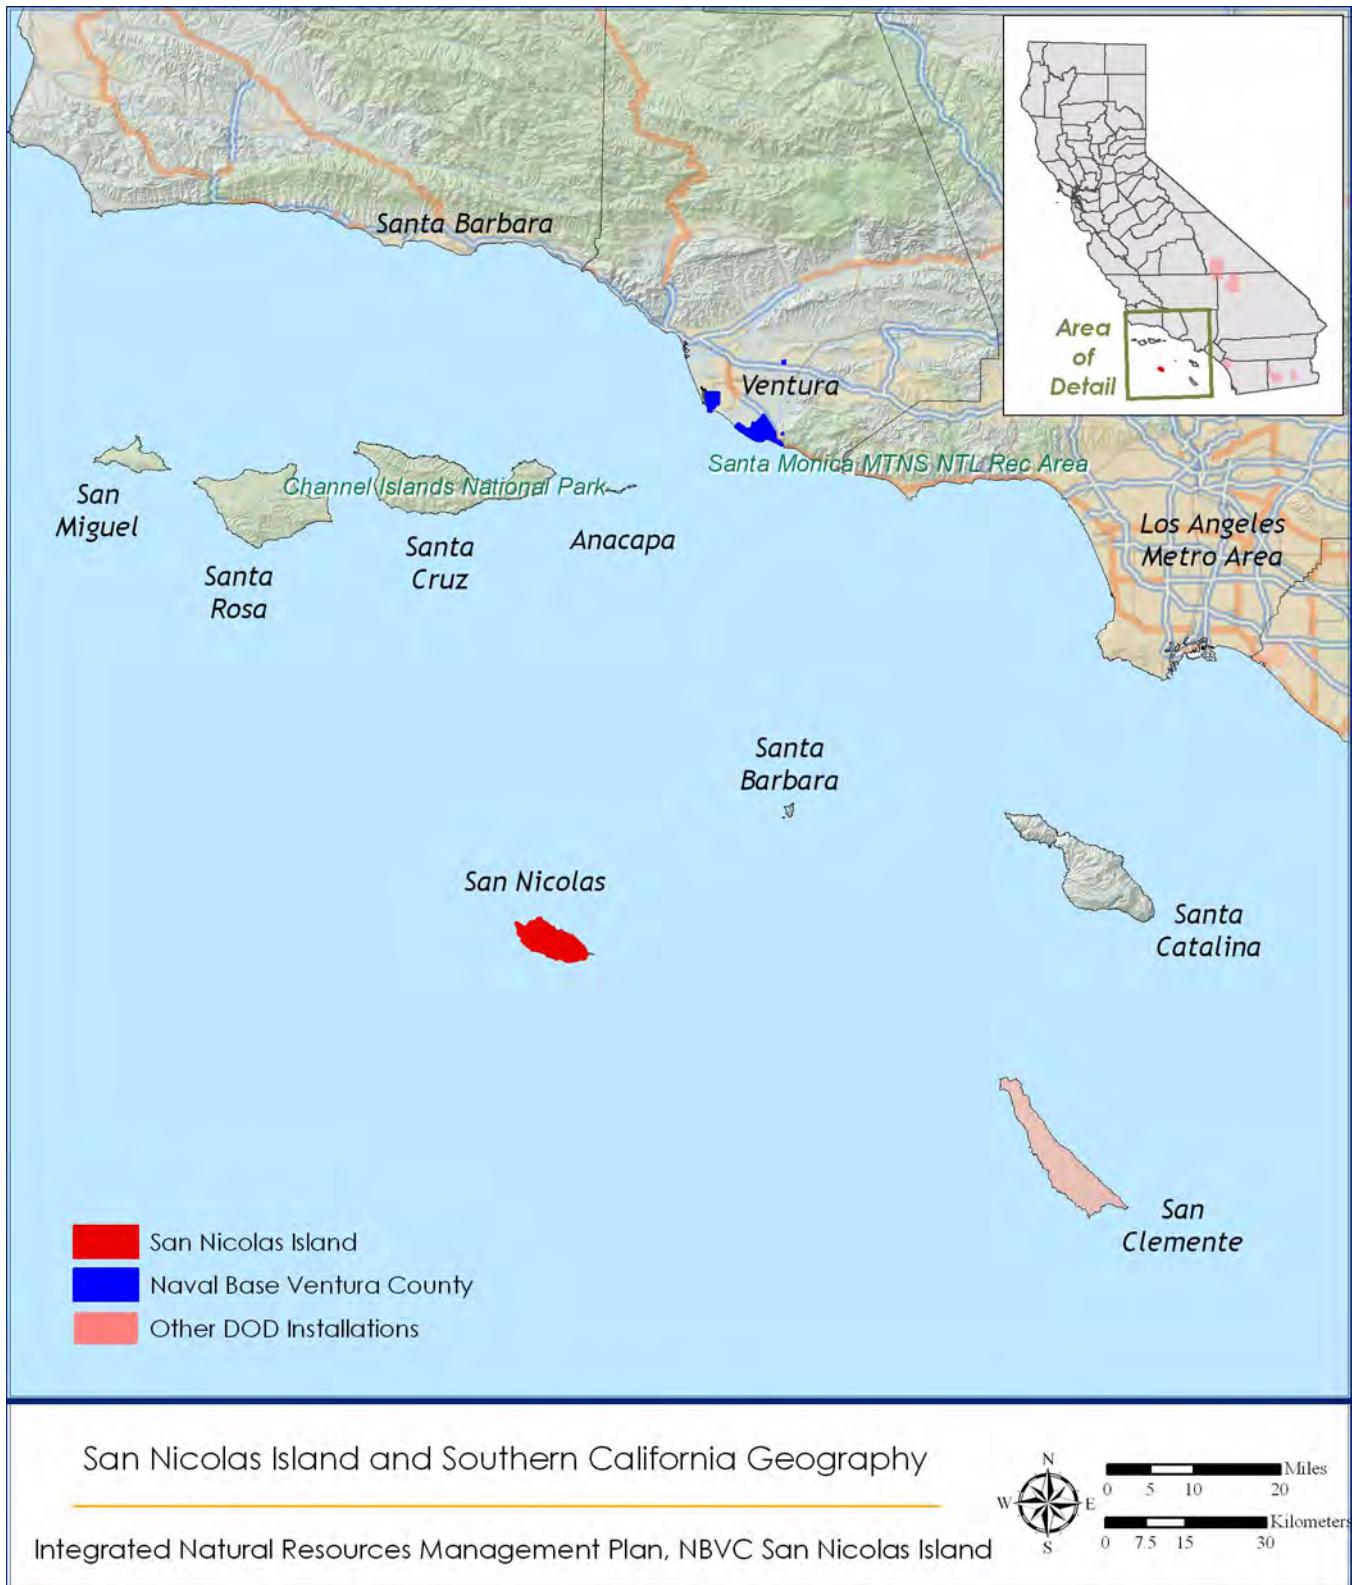 Santa Barbara
Ventura
Santa Monica MTNS NTL Rec Area
Area
of
Detail
San
Miguel
Channel Islands National Park
Santa
Rosa
Santa
Cruz
Anacapa
Los Angeles
Metro Area
Santa
Barbara
San Nicolas
Santa
Catalina
San
Clemente
San Nicolas Island
Naval Base Ventura County
Other DOD Installations
San Nicolas Island and Southern California Geography
Integrated Natural Resources Management Plan, NBVC San Nicolas Island
N
W E
S
Miles
0 5 10 20
Kilometers
0 7.5 15 30